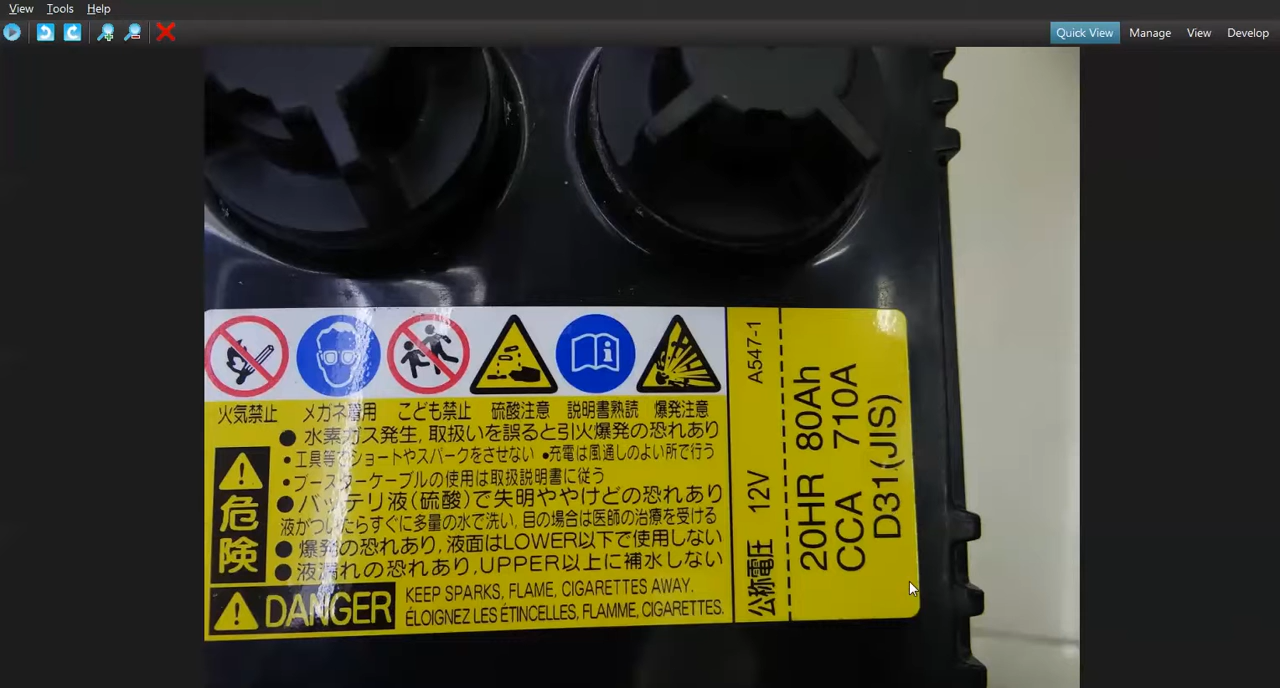 View Tools Help
Quick View Manage View Develop
火気禁止 メガネ着用 こども禁止 硫酸注意 説明書熟読 爆発注意
危険
●水素ガス発生,取扱いを誤ると引火爆発の恐れあり
•工具等でショートやスパークをさせない •充電は風通しのよい所で行う
•ブースターケーブルの使用は取扱説明書に従う
●バッテリ液(硫酸)で失明ややけどの恐れあり
液がついたらすぐに多量の水で洗い,目の場合は医師の治療を受ける
●爆発の恐れあり,液面はLOWER以下で使用しない
●液漏れの恐れあり,UPPER以上に補水しない
DANGER
KEEP SPARKS, FLAME, CIGARETTES AWAY.
ÉLOIGNEZ LES ÉTINCELLES, FLAMME, CIGARETTES.
公称電圧 12V A547-1
20HR 80Ah
CCA 710A
D31(JIS)